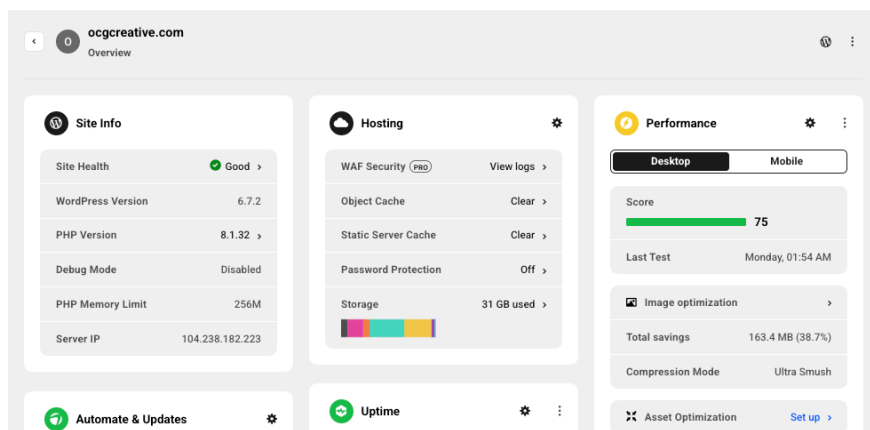 ocgcreative.com
O
Overview
Site Info
Site Health Good
WordPress Version 6.7.2
PHP Version 8.1.32
Debug Mode Disabled
PHP Memory Limit 256M
Server IP 104.238.182.223
Automate & Updates
Hosting
WAF Security PRO View logs
Object Cache Clear
Static Server Cache Clear
Password Protection Off
Storage 31 GB used
Uptime
Performance
Desktop Mobile
Score
75
Last Test Monday, 01:54 AM
Image optimization
Total savings 163.4 MB (38.7%)
Compression Mode Ultra Smush
Asset Optimization Set up